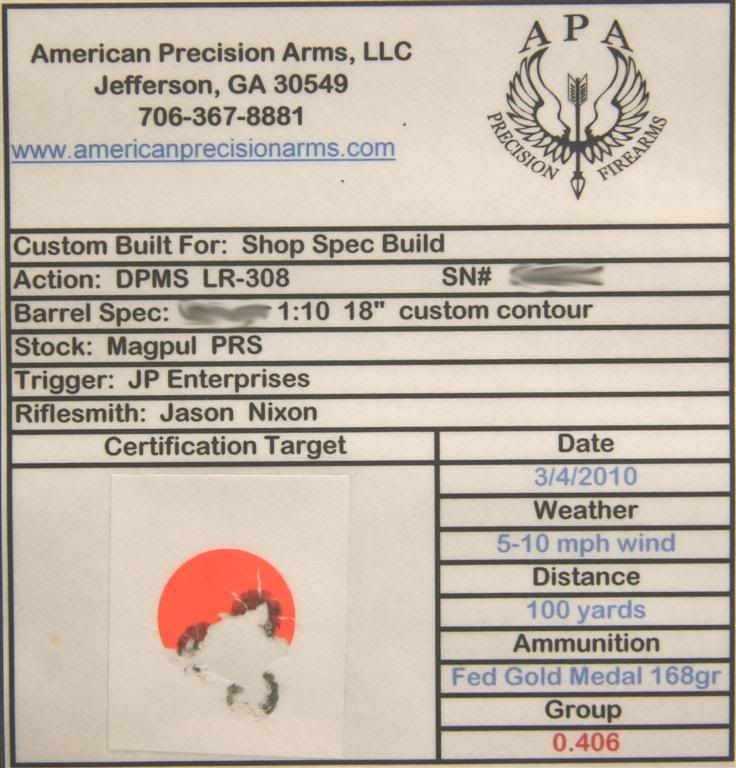 American Precision Arms, LLC
Jefferson, GA 30549
706-367-8881
www.americanprecisionarms.com
APA
PRECISION FIREARMS
Custom Built For: Shop Spec Build
Action: DPMS LR-308 SN#
Barrel Spec: 1:10 18" custom contour
Stock: Magpul PRS
Trigger: JP Enterprises
Riflesmith: Jason Nixon
Certification Target
Date
3/4/2010
Weather
5-10 mph wind
Distance
100 yards
Ammunition
Fed Gold Medal 168gr
Group
0.406